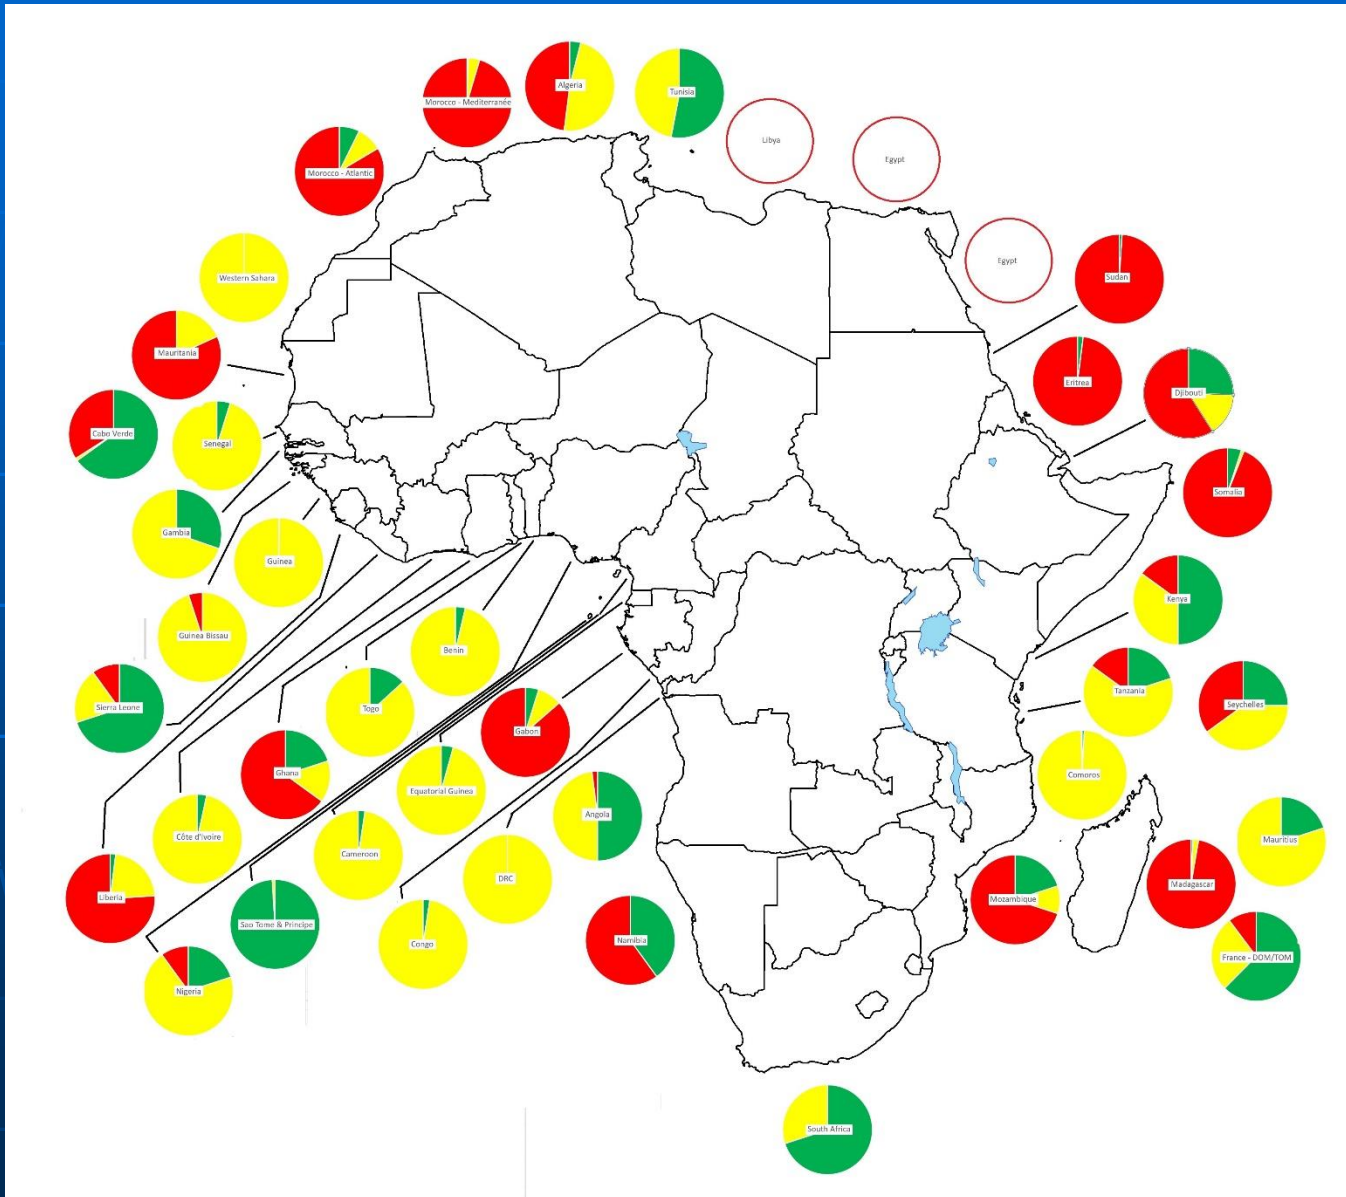 Algeria
Tunisia
Morocco - Mediterranée
Libya
Egypt
Morocco - Atlantic
Egypt
Western Sahara
Sudan
Mauritania
Eritrea
Djibouti
Cabo Verde
Senegal
Somalia
Gambia
Guinea
Kenya
Guinea Bissau
Benin
Tanzania
Seychelles
Sierra Leone
Togo
Gabon
Ghana
Comoros
Equatorial Guinea
Angola
Côte d'Ivoire
Cameroon
Mauritius
DRC
Madagascar
Liberia
Mozambique
Sao Tome & Principe
Congo
Namibia
France - DOM/TOM
Nigeria
South Africa